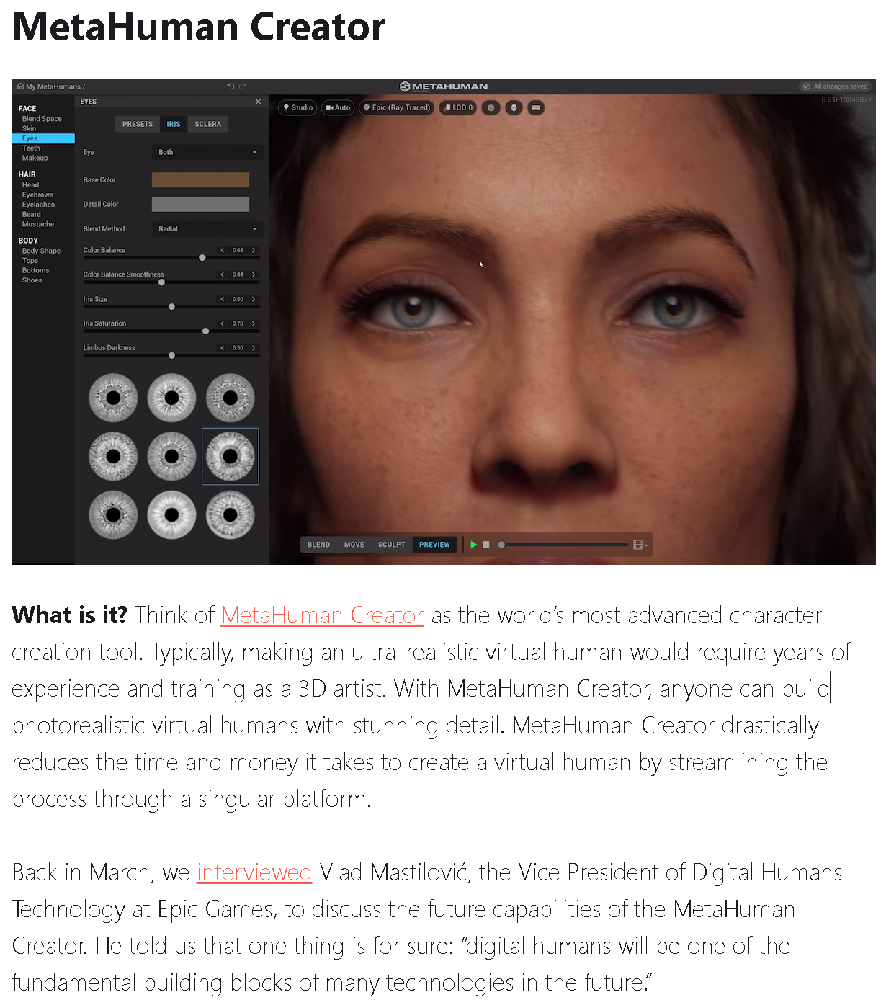 MetaHuman Creator
My MetaHumans /
METAHUMAN
CREATOR
All changes saved
0.3.0-15848877
FACE
Blend Space
Skin
Eyes
Teeth
Makeup
HAIR
Head
Eyebrows
Eyelashes
Beard
Mustache
BODY
Body Shape
Tops
Bottoms
Shoes
EYES
PRESETS IRIS SCLERA
Eye Both
Base Color
Detail Color
Blend Method Radial
Color Balance 0.68
Color Balance Smoothness 0.44
Iris Size 0.50
Iris Saturation 0.70
Limbus Darkness 0.50
Studio Auto Epic (Ray Traced) LOD 0
BLEND MOVE SCULPT PREVIEW
What is it? Think of MetaHuman Creator as the world’s most advanced character
creation tool. Typically, making an ultra-realistic virtual human would require years of
experience and training as a 3D artist. With MetaHuman Creator, anyone can build
photorealistic virtual humans with stunning detail. MetaHuman Creator drastically
reduces the time and money it takes to create a virtual human by streamlining the
process through a singular platform.
Back in March, we interviewed Vlad Mastilović, the Vice President of Digital Humans
Technology at Epic Games, to discuss the future capabilities of the MetaHuman
Creator. He told us that one thing is for sure: “digital humans will be one of the
fundamental building blocks of many technologies in the future.”